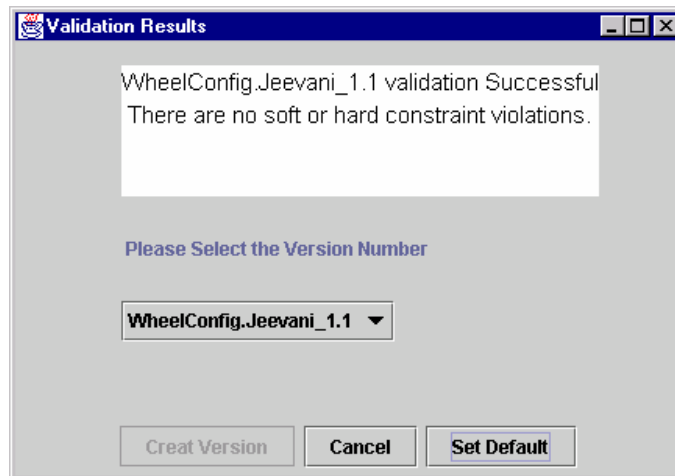 Validation Results
WheelConfig.Jeevani_1.1 validation Successful
There are no soft or hard constraint violations.
Please Select the Version Number
WheelConfig.Jeevani_1.1
Creat Version
Cancel
Set Default